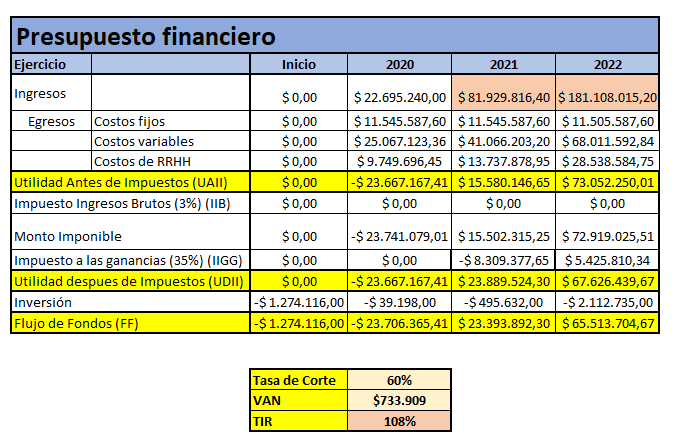 Presupuesto financiero
Ejercicio Inicio 2020 2021 2022
Ingresos $ 0,00 $ 22.695.240,00 $ 81.929.816,40 $ 181.108.015,20
Egresos Costos fijos $ 0,00 $ 11.545.587,60 $ 11.545.587,60 $ 11.505.587,60
Costos variables $ 0,00 $ 25.067.123,36 $ 41.066.203,20 $ 68.011.592,84
Costos de RRHH $ 0,00 $ 9.749.696,45 $ 13.737.878,95 $ 28.538.584,75
Utilidad Antes de Impuestos (UAII) $ 0,00 -$ 23.667.167,41 $ 15.580.146,65 $ 73.052.250,01
Impuesto Ingresos Brutos (3%) (IIB) $ 0,00 $ 0,00 $ 0,00 $ 0,00
Monto Imponible $ 0,00 -$ 23.741.079,01 $ 15.502.315,25 $ 72.919.025,51
Impuesto a las ganancias (35%) (IIGG) $ 0,00 $ 0,00 -$ 8.309.377,65 $ 5.425.810,34
Utilidad despues de Impuestos (UDII) $ 0,00 -$ 23.667.167,41 $ 23.889.524,30 $ 67.626.439,67
Inversión -$ 1.274.116,00 -$ 39.198,00 -$ 495.632,00 -$ 2.112.735,00
Flujo de Fondos (FF) -$ 1.274.116,00 -$ 23.706.365,41 $ 23.393.892,30 $ 65.513.704,67
Tasa de Corte 60%
VAN $733.909
TIR 108%